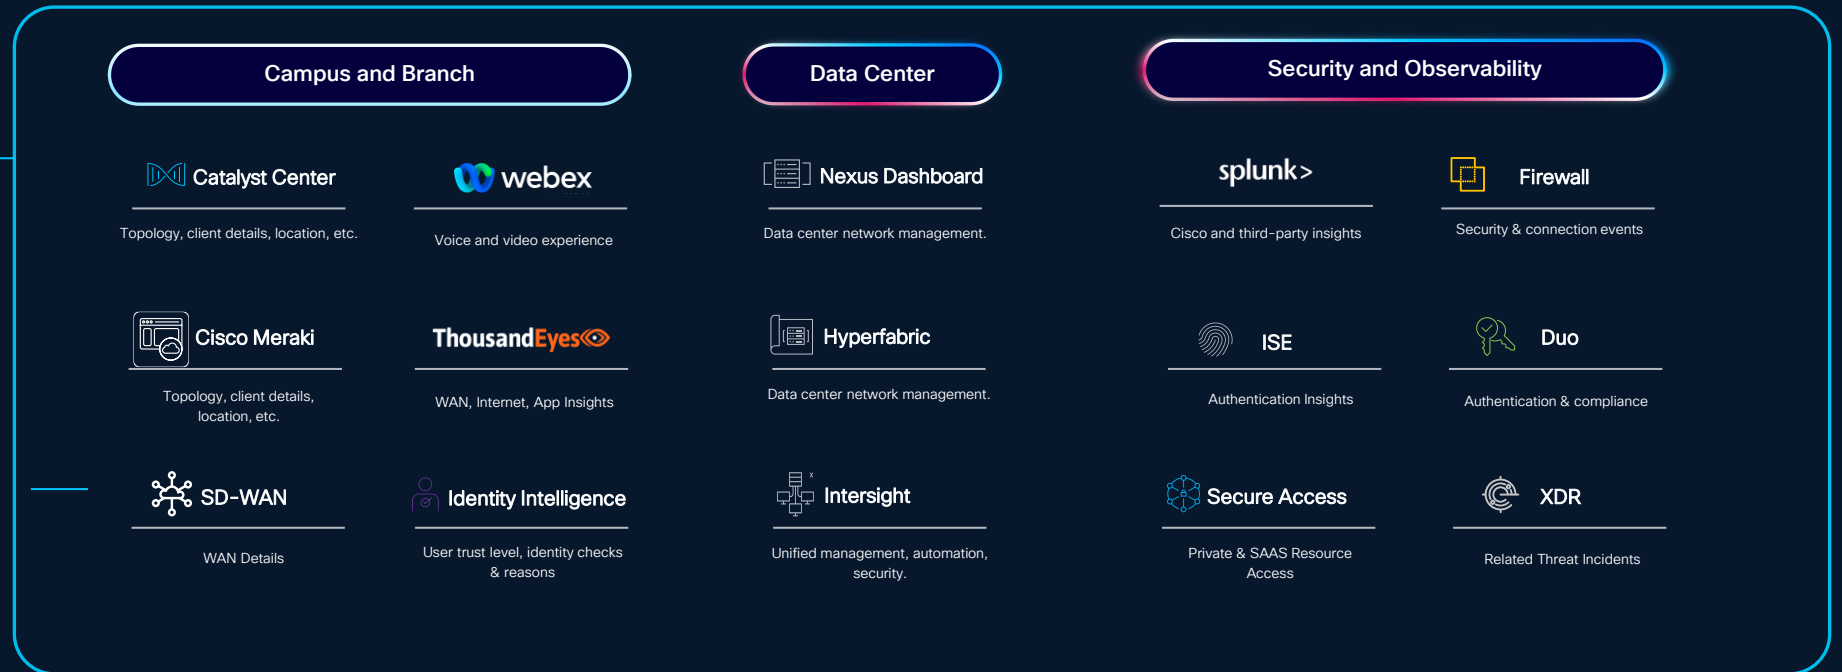 Campus and Branch
Catalyst Center
Topology, client details, location, etc.
webex
Voice and video experience
Cisco Meraki
Topology, client details,
location, etc.
ThousandEyes
WAN, Internet, App Insights
SD-WAN
WAN Details
Identity Intelligence
User trust level, identity checks
& reasons
Data Center
Nexus Dashboard
Data center network management.
Hyperfabric
Data center network management.
x
Intersight
Unified management, automation,
security.
Security and Observability
splunk>
Cisco and third-party insights
Firewall
Security & connection events
ISE
Authentication Insights
Duo
Authentication & compliance
Secure Access
Private & SAAS Resource
Access
XDR
Related Threat Incidents